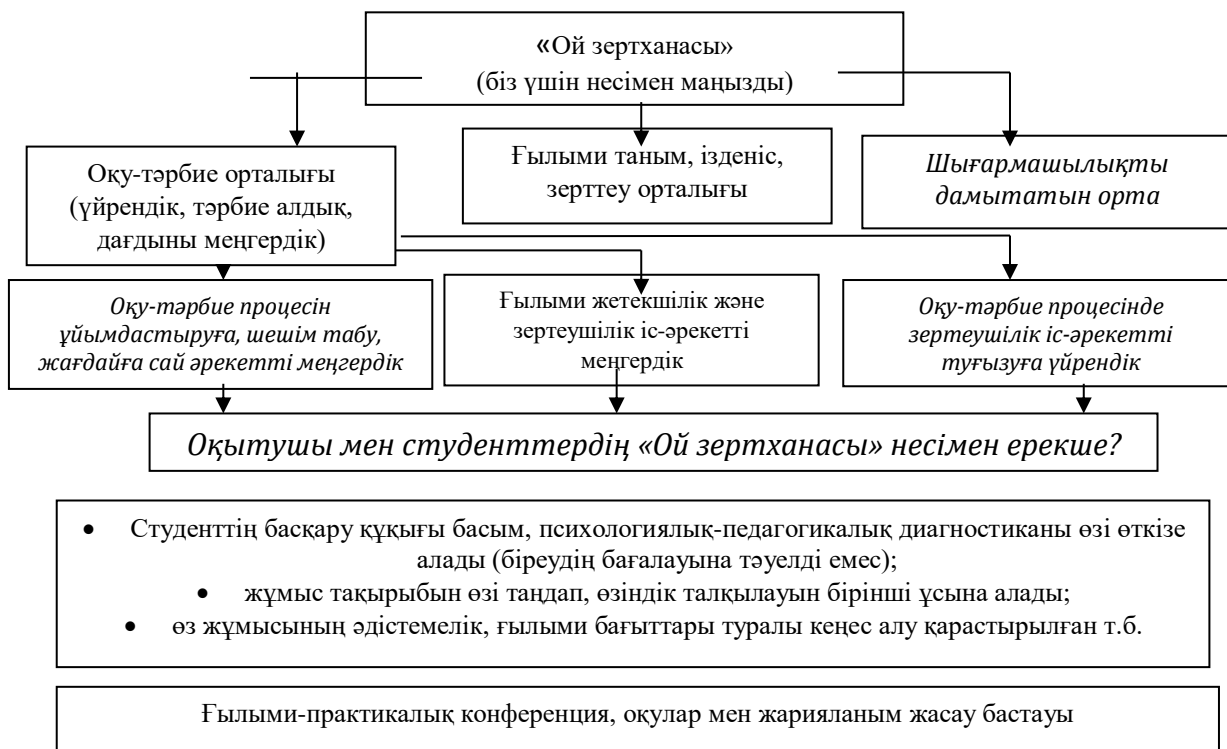 «Ой зертханасы»
(біз үшін несімен маңызды)
Оқу-тәрбие орталығы
(үйрендік, тәрбие алдық,
дағдыны меңгердік)
Ғылыми таным, ізденіс,
зерттеу орталығы
Шығармашылықты
дамытатын орта
Оқу-тәрбие процесін
ұйымдастыруға, шешім табу,
жағдайға сай әрекетті меңгердік
Ғылыми жетекшілік және
зертеушілік іс-әрекетті
меңгердік
Оқу-тәрбие процесінде
зертеушілік іс-әрекетті
туғызуға үйрендік
Оқытушы мен студенттердің «Ой зертханасы» несімен ерекше?
• Студенттің басқару құқығы басым, психологиялық-педагогикалық диагностиканы өзі өткізе
алады (біреудің бағалауына тәуелді емес);
• жұмыс тақырыбын өзі таңдап, өзіндік талқылауын бірінші ұсына алады;
• өз жұмысының әдістемелік, ғылыми бағыттары туралы кеңес алу қарастырылған т.б.
Ғылыми-практикалық конференция, оқулар мен жарияланым жасау бастауы